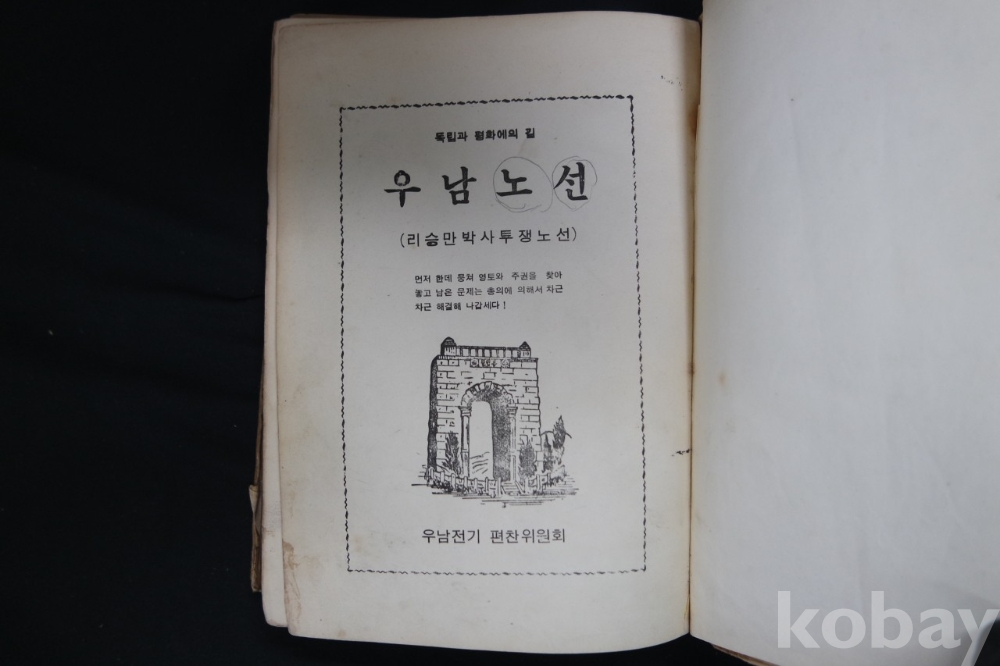 독립과 평화에의 길
우남노선
(리승만박사투쟁노선)
먼저 한데 뭉쳐 영토와 주권을 찾아
놓고 남은 문제는 총의에 의해서 차근
차근 해결해 나갑세다!
우남전기 편찬위원회
kobay